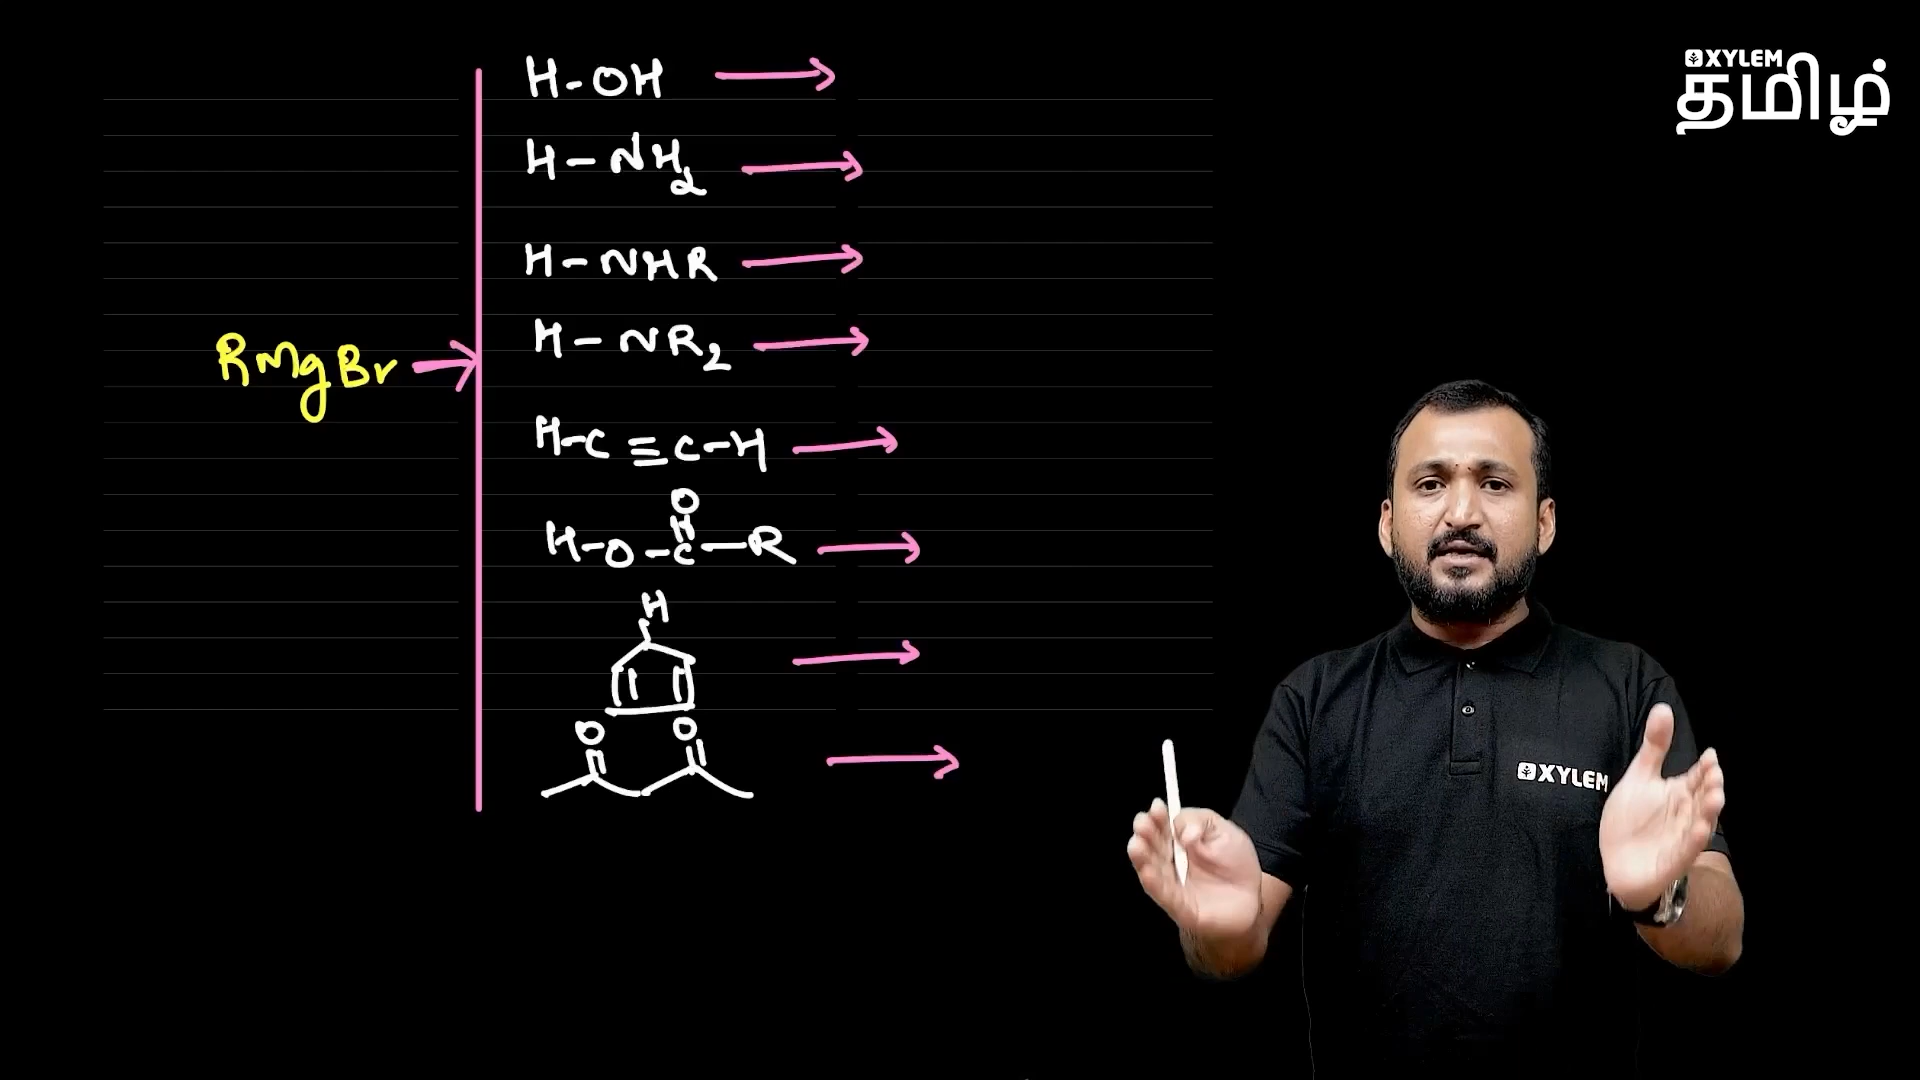 H-OH →
H-NH₂ →
H-NHR →
H-NR₂ →
RMgBr →
H-C≡C-H →
O
H-O-C-R →
H
O O
XYLEM
தமிழ்
XYLEM